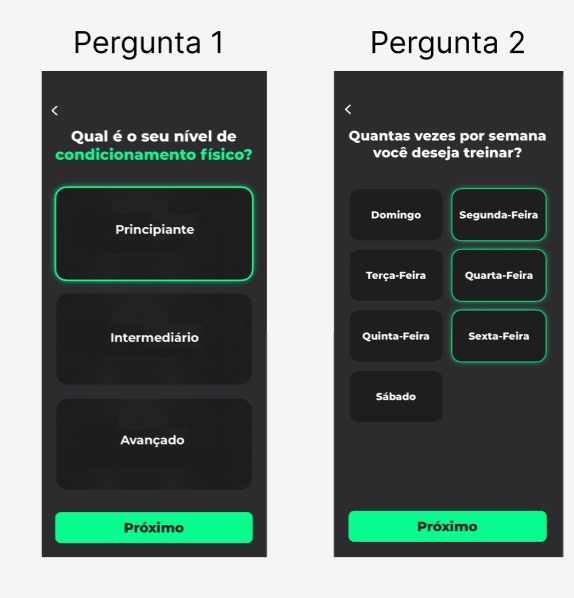 Pergunta 1
Qual é o seu nível de
condicionamento físico?
Principiante
Intermediário
Avançado
Próximo
Pergunta 2
Quantas vezes por semana
você deseja treinar?
Domingo
Segunda-Feira
Terça-Feira
Quarta-Feira
Quinta-Feira
Sexta-Feira
Sábado
Próximo